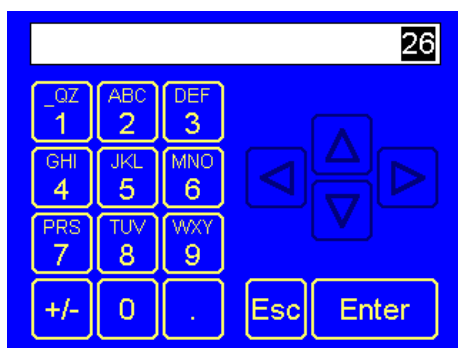 26
_QZ ABC DEF
1 2 3
GHI JKL MNO
4 5 6
PRS TUV WXY
7 8 9
+/- 0 . Esc Enter